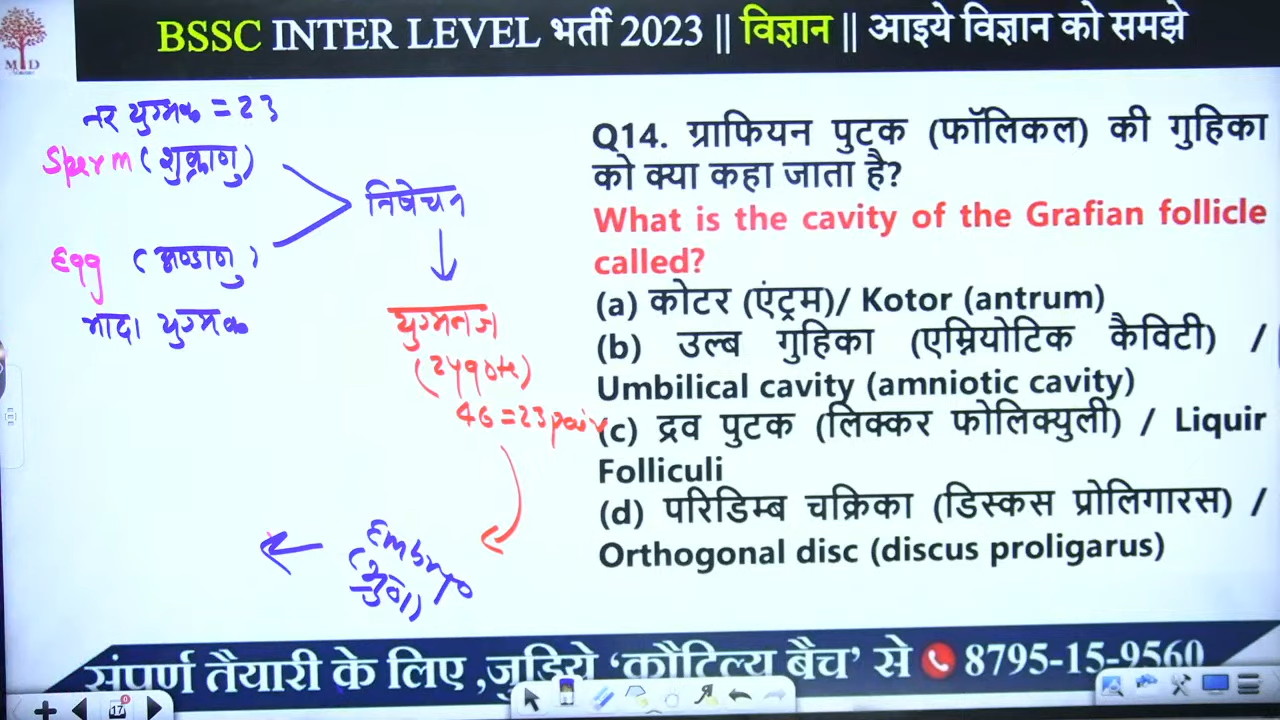 BSSC INTER LEVEL भर्ती 2023 || विज्ञान || आइये विज्ञान को समझे
नर युग्मक = 23
Sperm (शुक्राणु)
निषेचन
Egg (अण्डाणु)
मादा युग्मक
युग्मनज
(zygote)
46 = 23 pair
Embryo
Q14. ग्राफियन पुटक (फॉलिकल) की गुहिका
को क्या कहा जाता है?
What is the cavity of the Grafian follicle
called?
(a) कोटर (एंट्रम)/ Kotor (antrum)
(b) उल्ब गुहिका (एम्नियोटिक कैविटी) /
Umbilical cavity (amniotic cavity)
(c) द्रव पुटक (लिक्कर फोलिक्युली) / Liquir
Folliculi
(d) परिडिम्ब चक्रिका (डिस्कस प्रोलिगारस) /
Orthogonal disc (discus proligarus)
संपूर्ण तैयारी के लिए ,जुड़िये ‘कौटिल्य बैच’ से 8795-15-9560
17